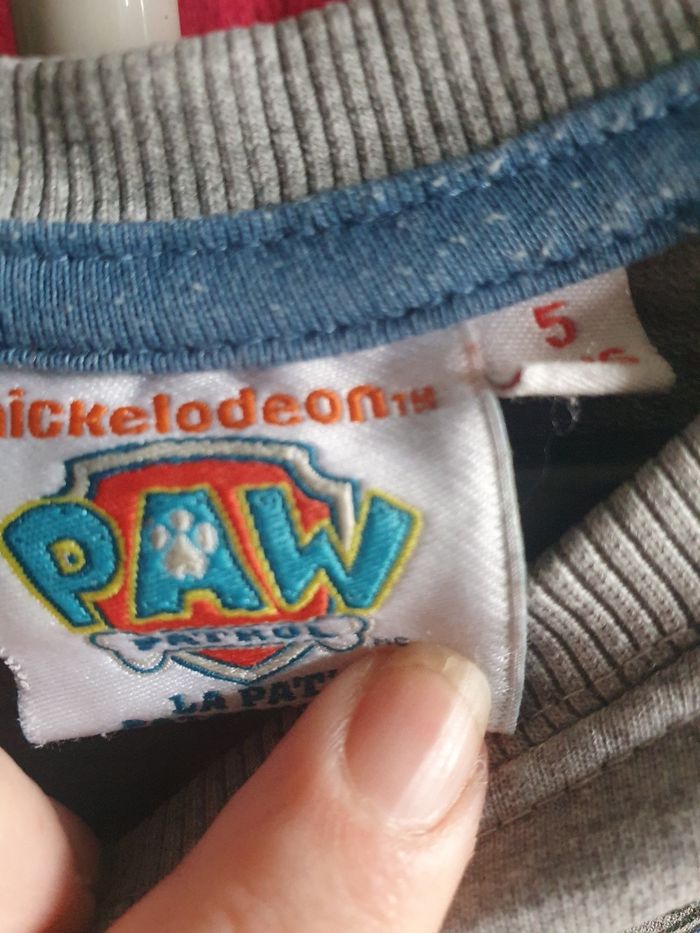 nickelodeon™
5
PAW
PATROL
LA PAT